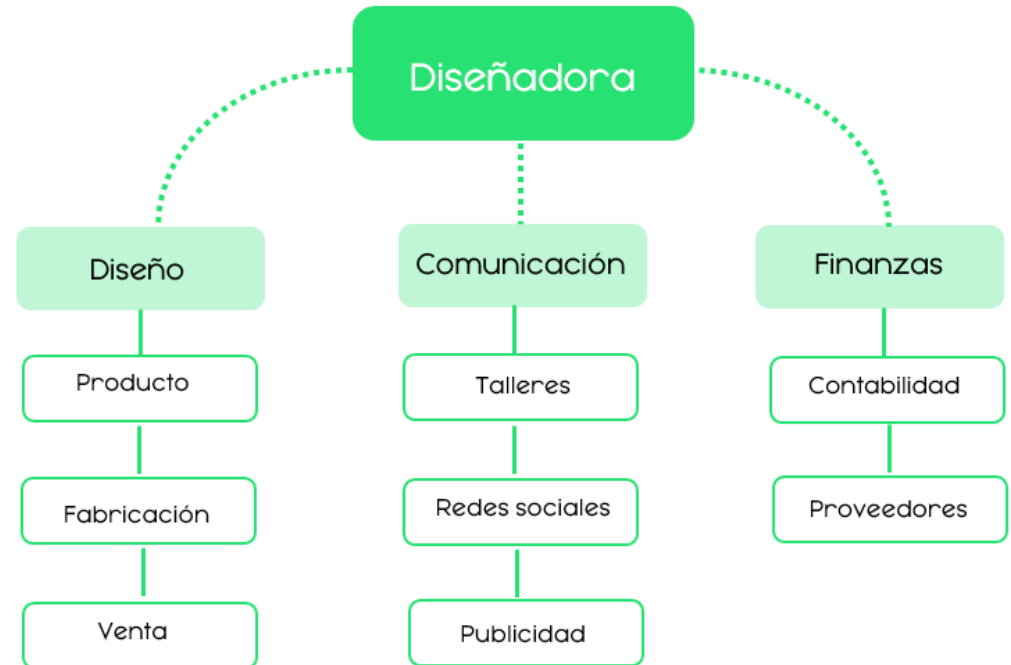 Diseñadora
Diseño
Comunicación
Finanzas
Producto
Talleres
Contabilidad
Fabricación
Redes sociales
Proveedores
Venta
Publicidad